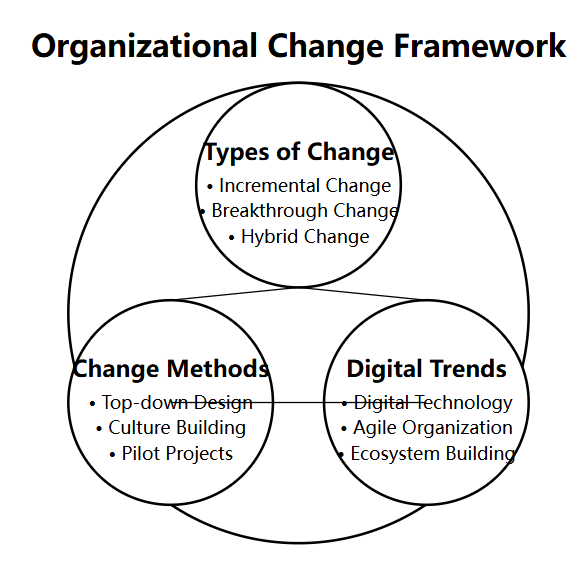 Organizational Change Framework
Types of Change
• Incremental Change
• Breakthrough Change
• Hybrid Change
Change Methods
• Top-down Design
• Culture Building
• Pilot Projects
Digital Trends
• Digital Technology
• Agile Organization
• Ecosystem Building